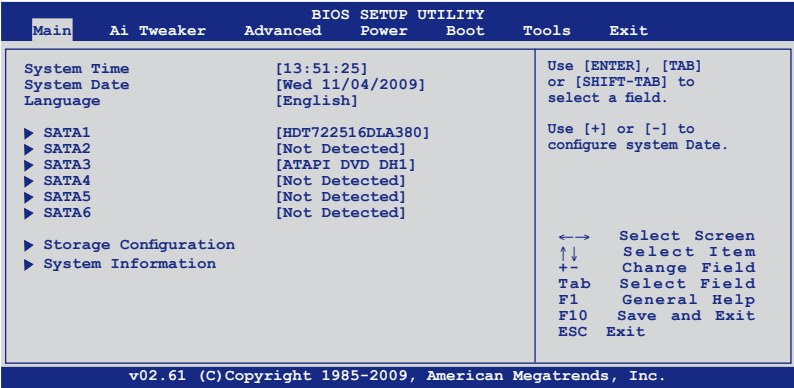 BIOS SETUP UTILITY
Main Ai Tweaker Advanced Power Boot Tools Exit
System Time [13:51:25]
System Date [Wed 11/04/2009]
Language [English]
▶ SATA1 [HDT722516DLA380]
▶ SATA2 [Not Detected]
▶ SATA3 [ATAPI DVD DH1]
▶ SATA4 [Not Detected]
▶ SATA5 [Not Detected]
▶ SATA6 [Not Detected]
▶ Storage Configuration
▶ System Information
Use [ENTER], [TAB]
or [SHIFT-TAB] to
select a field.
Use [+] or [-] to
configure system Date.
←→ Select Screen
↑↓ Select Item
+- Change Field
Tab Select Field
F1 General Help
F10 Save and Exit
ESC Exit
v02.61 (C)Copyright 1985-2009, American Megatrends, Inc.